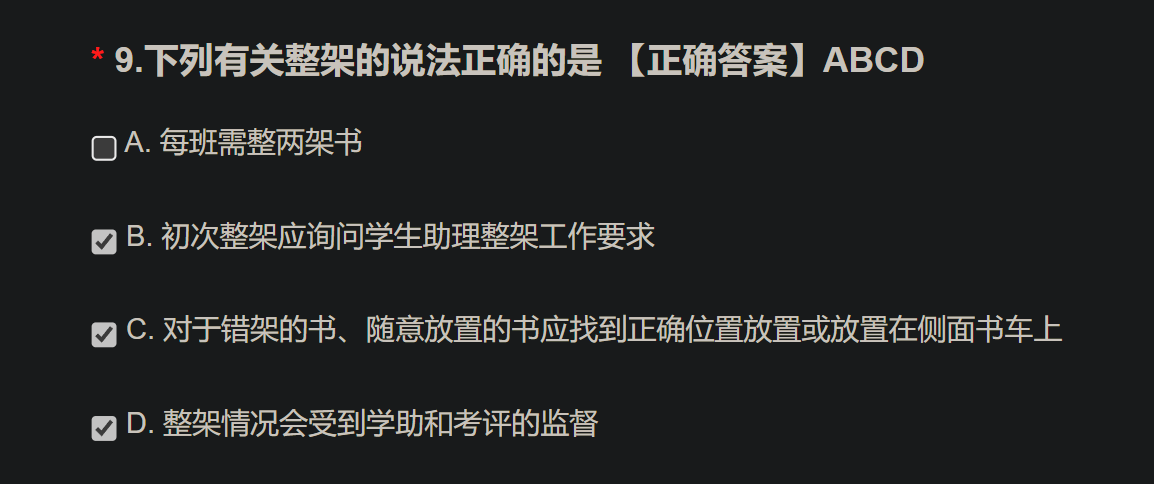 * 9.下列有关整架的说法正确的是 【正确答案】ABCD
A. 每班需整两架书
B. 初次整架应询问学生助理整架工作要求
C. 对于错架的书、随意放置的书应找到正确位置放置或放置在侧面书车上
D. 整架情况会受到学助和考评的监督